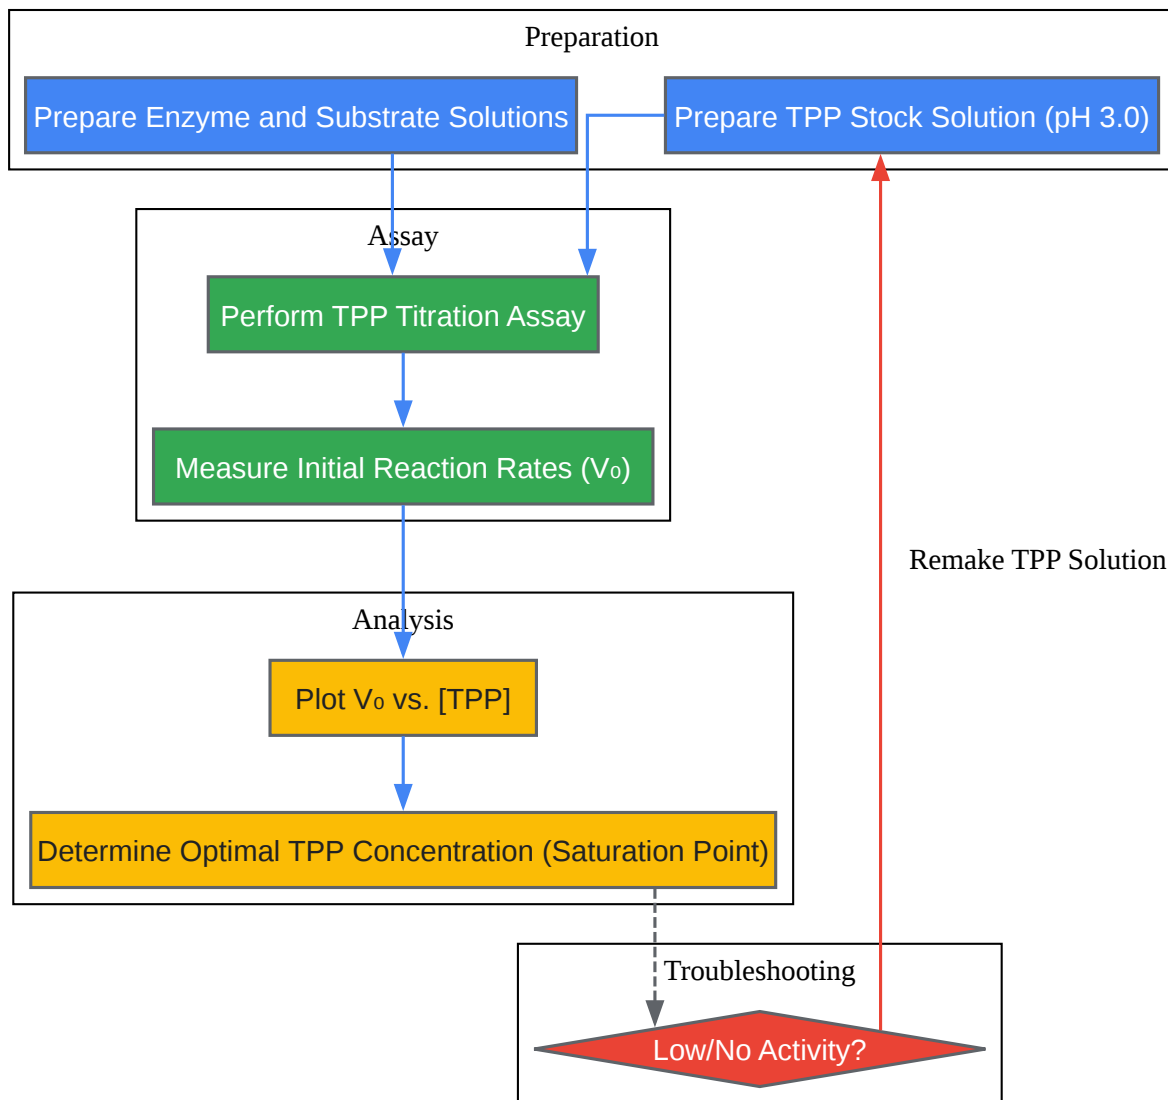 Preparation
Prepare Enzyme and Substrate Solutions
Prepare TPP Stock Solution (pH 3.0)
Assay
Perform TPP Titration Assay
Measure Initial Reaction Rates (V₀)
Remake TPP Solution
Analysis
Plot V₀ vs. [TPP]
Determine Optimal TPP Concentration (Saturation Point)
Troubleshooting
Low/No Activity?